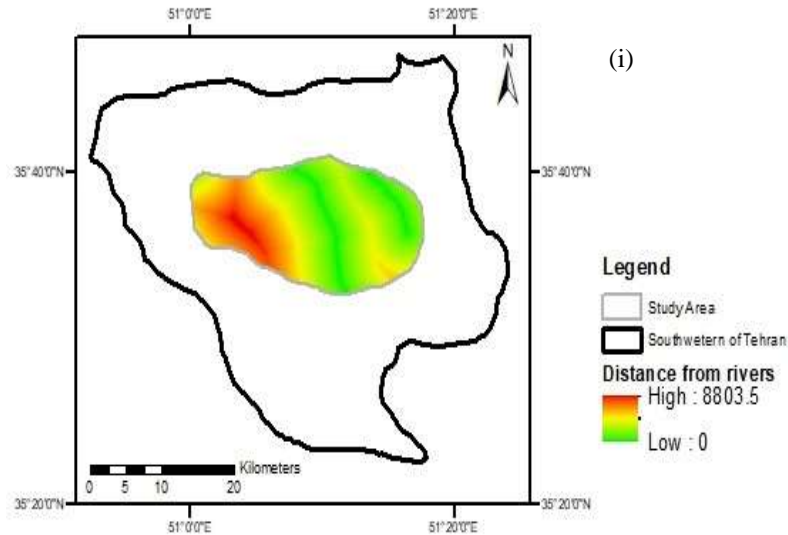 51°0'0"E 51°20'0"E
(i)
N
35°40'0"N 35°40'0"N
Legend
Study Area
Southwetern of Tehran
Distance from rivers
High : 8803.5
Low : 0
Kilometers
0 5 10 20
35°20'0"N 35°20'0"N
51°0'0"E 51°20'0"E